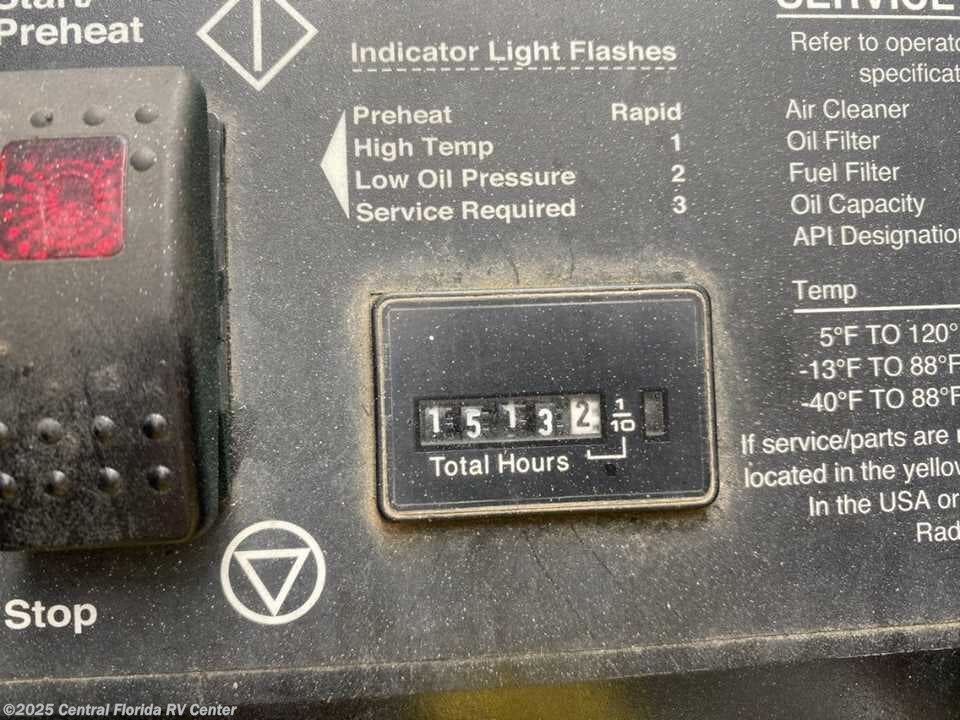 Start/
Preheat
Indicator Light Flashes
Preheat Rapid
High Temp 1
Low Oil Pressure 2
Service Required 3
15132 1/10
Total Hours
Stop
SERVICE
Refer to operato
specificat
Air Cleaner
Oil Filter
Fuel Filter
Oil Capacity
API Designation
Temp
5°F TO 120°
-13°F TO 88°F
-40°F TO 88°F
If service/parts are
located in the yellow
In the USA or
Rad
©2025 Central Florida RV Center